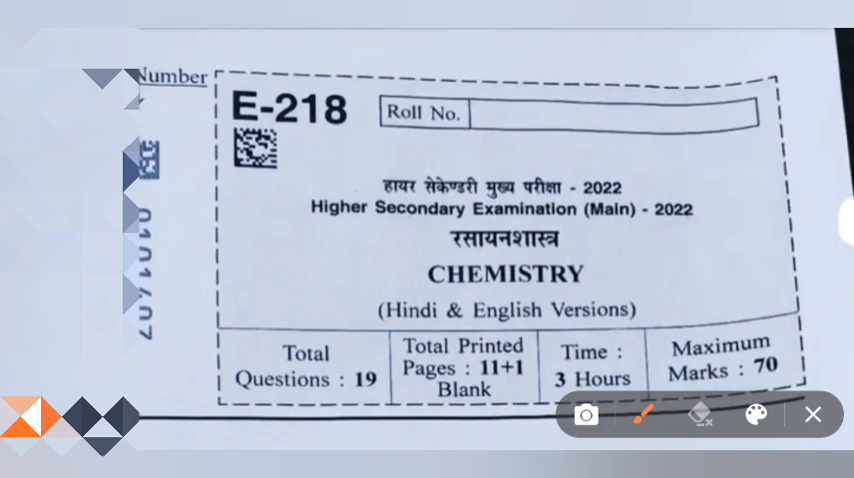 Number
E-218
Roll No.
हायर सेकेण्डरी मुख्य परीक्षा - 2022
Higher Secondary Examination (Main) - 2022
रसायनशास्त्र
CHEMISTRY
(Hindi & English Versions)
Total
Questions : 19
Total Printed
Pages : 11+1
Blank
Time :
3 Hours
Maximum
Marks : 70